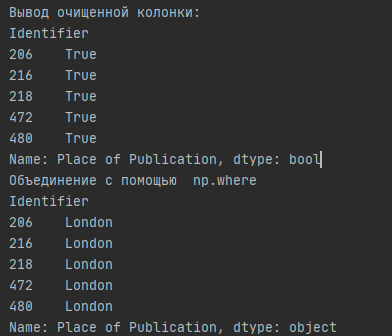 Вывод очищенной колонки:
Identifier
206    True
216    True
218    True
472    True
480    True
Name: Place of Publication, dtype: bool
Объединение с помощью  np.where
Identifier
206    London
216    London
218    London
472    London
480    London
Name: Place of Publication, dtype: object